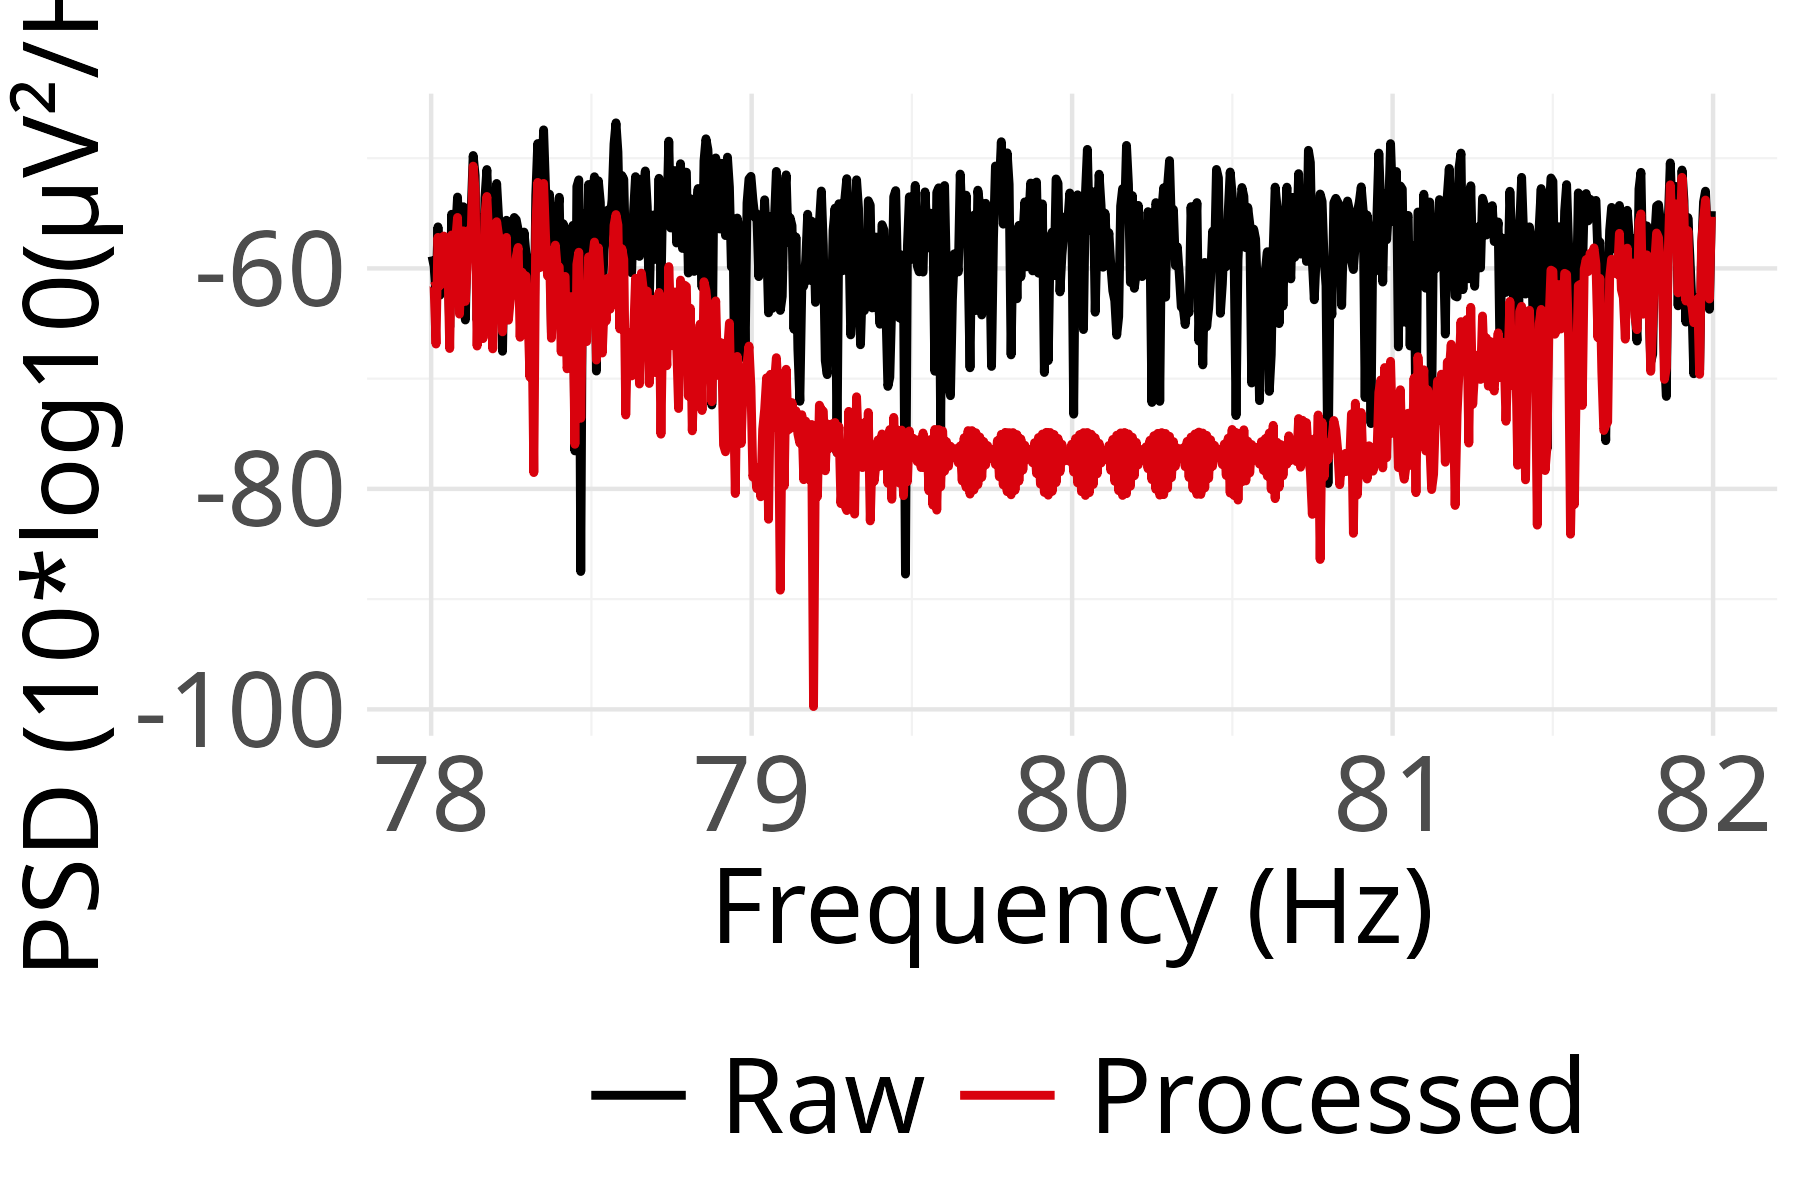 PSD (10*log10(µV²/H
-60
-80
-100
78 79 80 81 82
Frequency (Hz)
Raw Processed